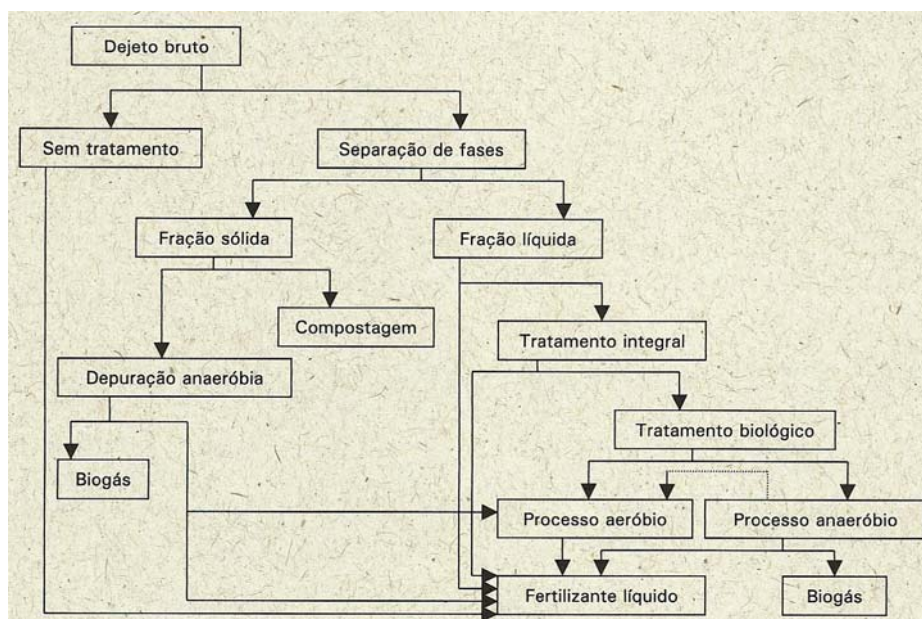 Dejeto bruto
Sem tratamento
Separação de fases
Fração sólida
Fração líquida
Compostagem
Tratamento integral
Depuração anaeróbia
Tratamento biológico
Biogás
Processo aeróbio
Processo anaeróbio
Fertilizante líquido
Biogás